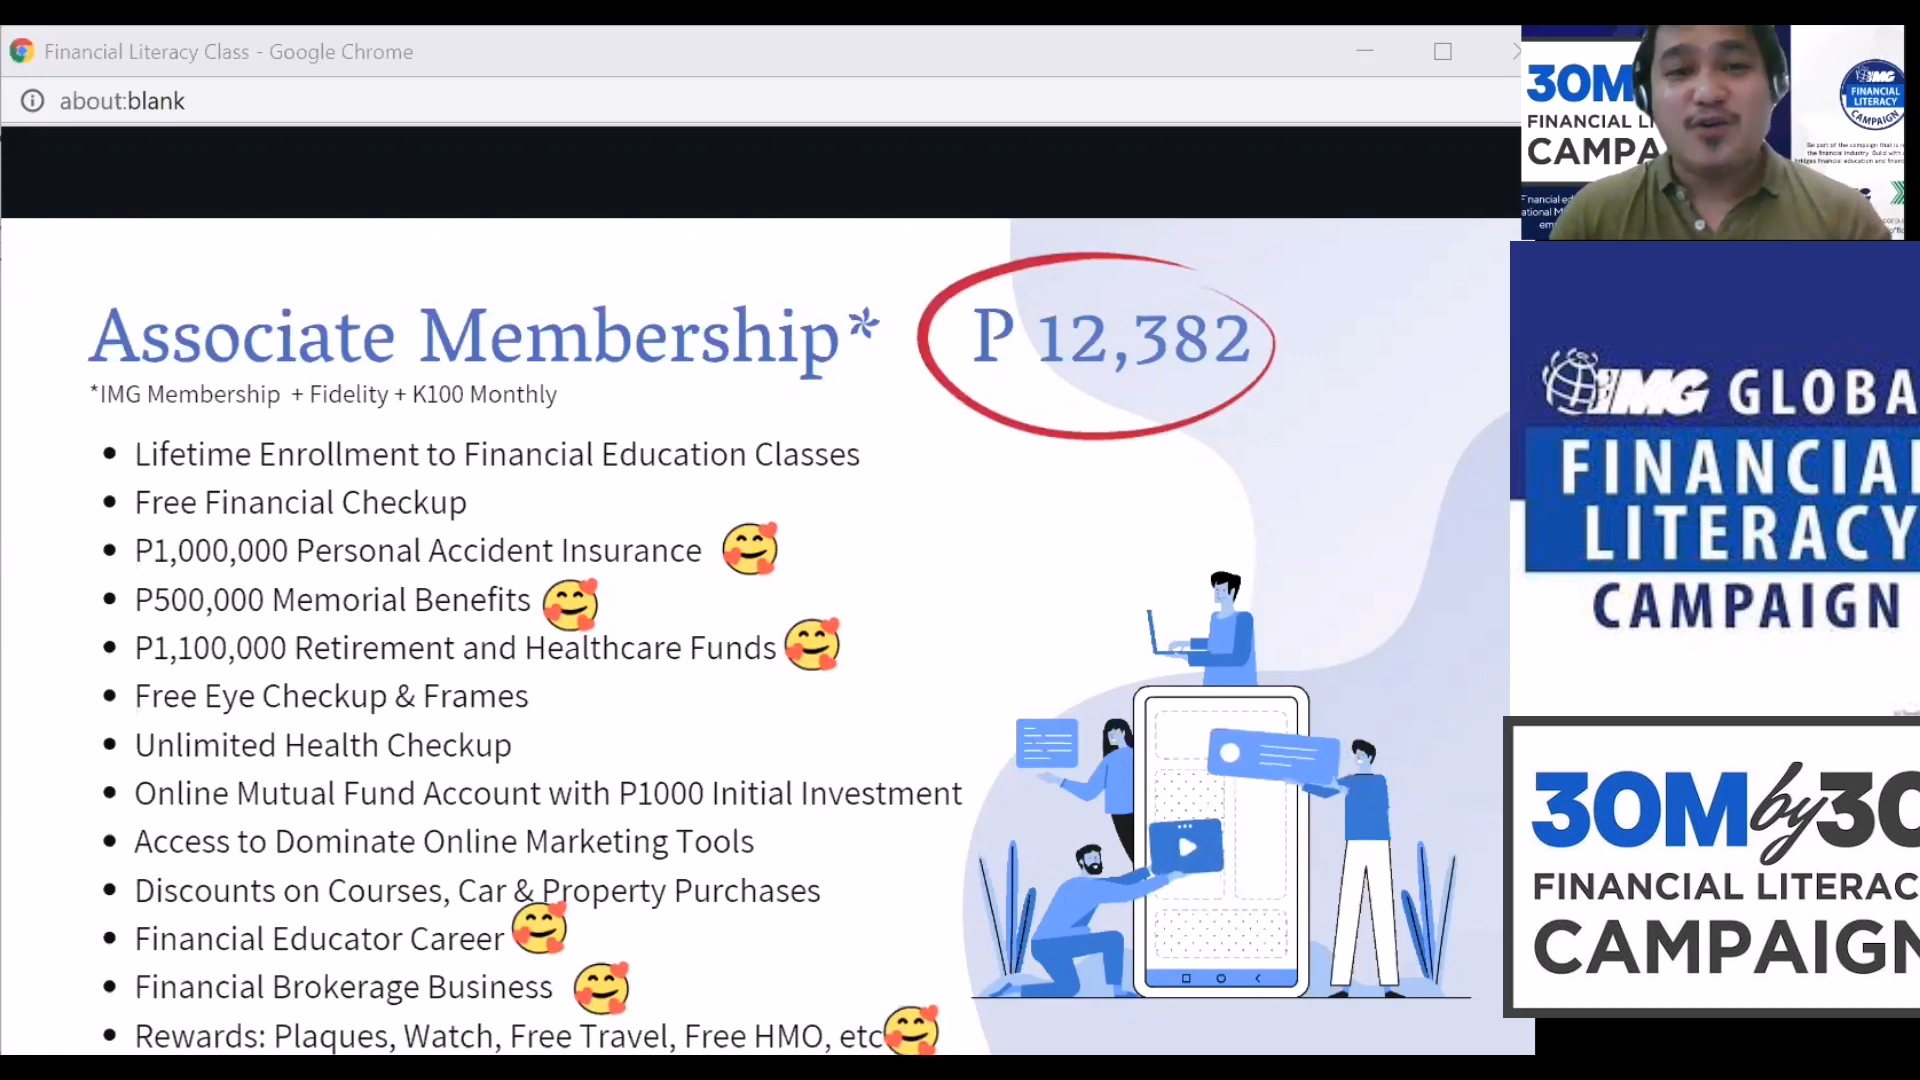 Financial Literacy Class - Google Chrome
about:blank
Associate Membership* P 12,382
*IMG Membership + Fidelity + K100 Monthly
• Lifetime Enrollment to Financial Education Classes
• Free Financial Checkup
• P1,000,000 Personal Accident Insurance
• P500,000 Memorial Benefits
• P1,100,000 Retirement and Healthcare Funds
• Free Eye Checkup & Frames
• Unlimited Health Checkup
• Online Mutual Fund Account with P1000 Initial Investment
• Access to Dominate Online Marketing Tools
• Discounts on Courses, Car & Property Purchases
• Financial Educator Career
• Financial Brokerage Business
• Rewards: Plaques, Watch, Free Travel, Free HMO, etc
30M
FINANCIAL LI
CAMPA
IMG
FINANCIAL
LITERACY
CAMPAIGN
IMG GLOBA
FINANCIAL
LITERACY
CAMPAIGN
30M by 30
FINANCIAL LITERAC
CAMPAIGN